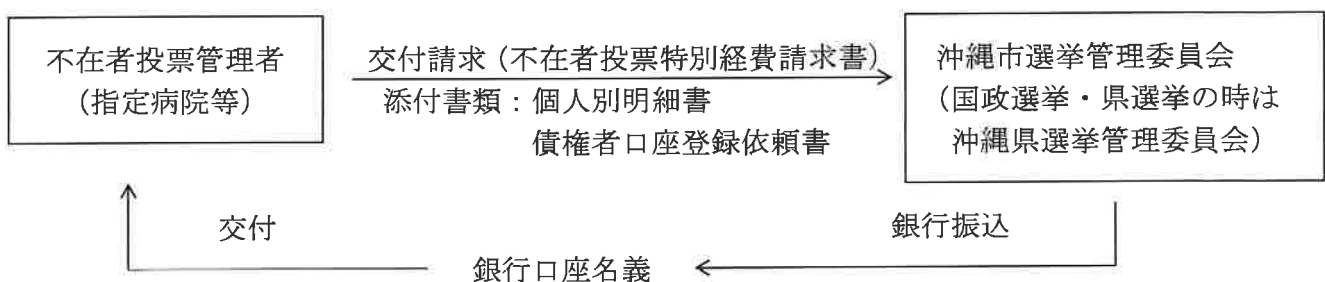 不在者投票管理者
（指定病院等）
交付請求（不在者投票特別経費請求書）
添付書類：個人別明細書
債権者口座登録依頼書
沖縄市選挙管理委員会
（国政選挙・県選挙の時は
沖縄県選挙管理委員会）
交付
銀行振込
銀行口座名義